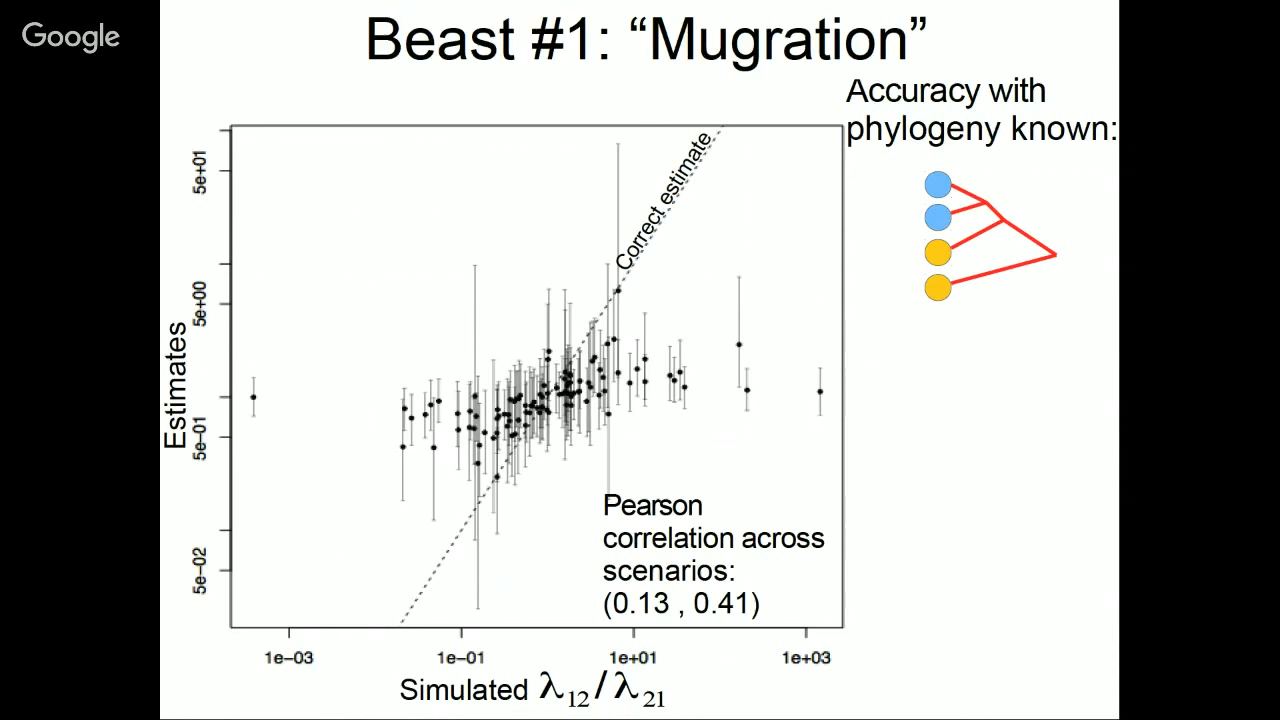 Google
Beast #1: “Mugration”
Accuracy with
phylogeny known:
Correct estimate
5e+01
5e+00
5e−01
5e−02
Estimates
Pearson
correlation across
scenarios:
(0.13 , 0.41)
1e−03 1e−01 1e+01 1e+03
Simulated λ12/λ21